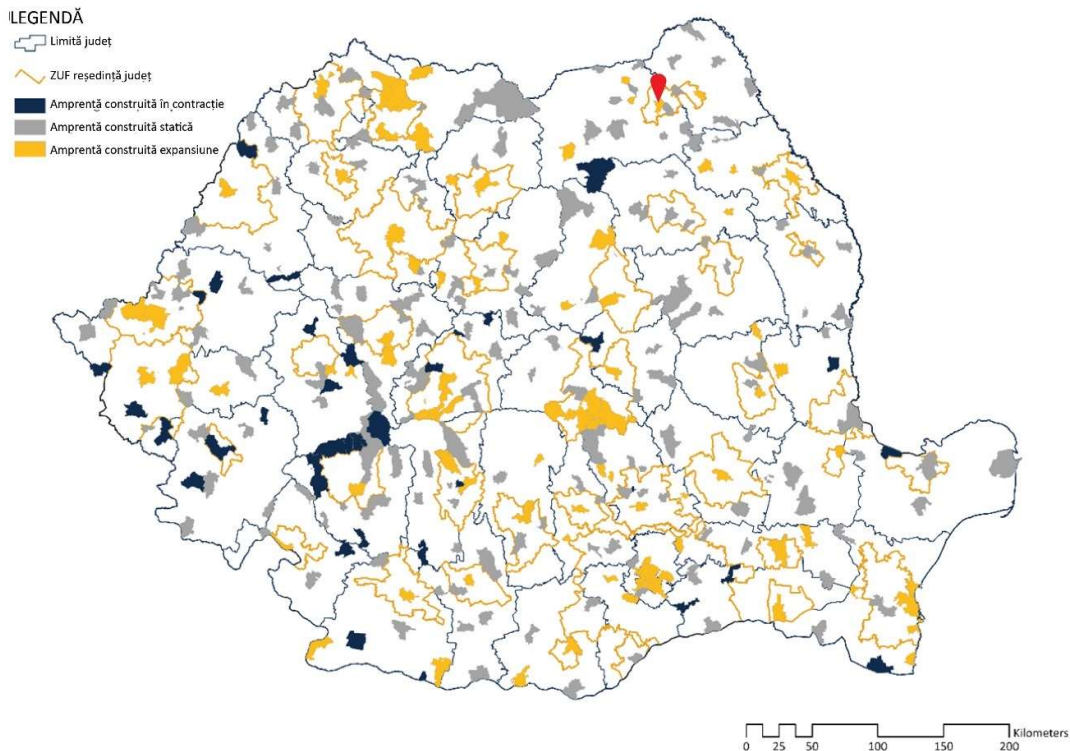 LEGENDĂ
Limită județ
ZUF reședință județ
Amprentă construită în contracție
Amprentă construită statică
Amprentă construită expansiune
Kilometers
0 25 50 100 150 200